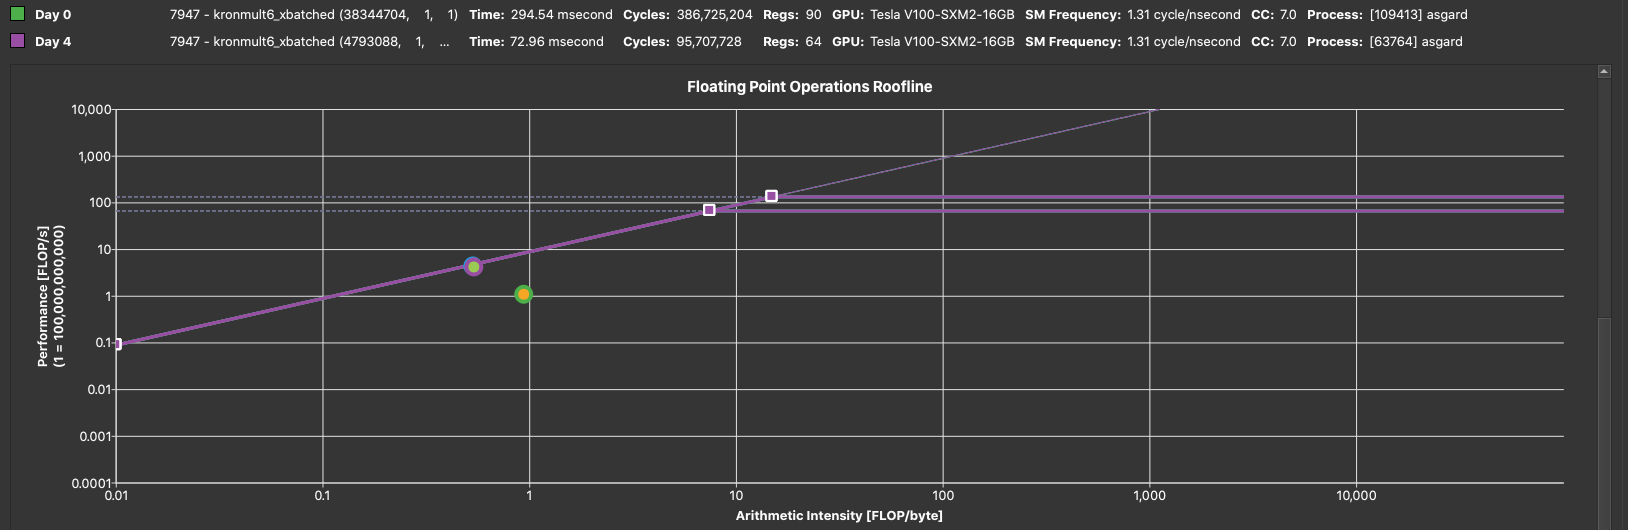 Day 0 7947 - kronmult6_xbatched (38344704, 1, 1) Time: 294.54 msecond Cycles: 386,725,204 Regs: 90 GPU: Tesla V100-SXM2-16GB SM Frequency: 1.31 cycle/nsecond CC: 7.0 Process: [109413] asgard
Day 4 7947 - kronmult6_xbatched (4793088, 1, ... Time: 72.96 msecond Cycles: 95,707,728 Regs: 64 GPU: Tesla V100-SXM2-16GB SM Frequency: 1.31 cycle/nsecond CC: 7.0 Process: [63764] asgard
Floating Point Operations Roofline
10,000
1,000
100
10
1
0.1
0.01
0.001
0.0001
Performance [FLOP/s]
(1 = 100,000,000,000)
0.01 0.1 1 10 100 1,000 10,000
Arithmetic Intensity [FLOP/byte]